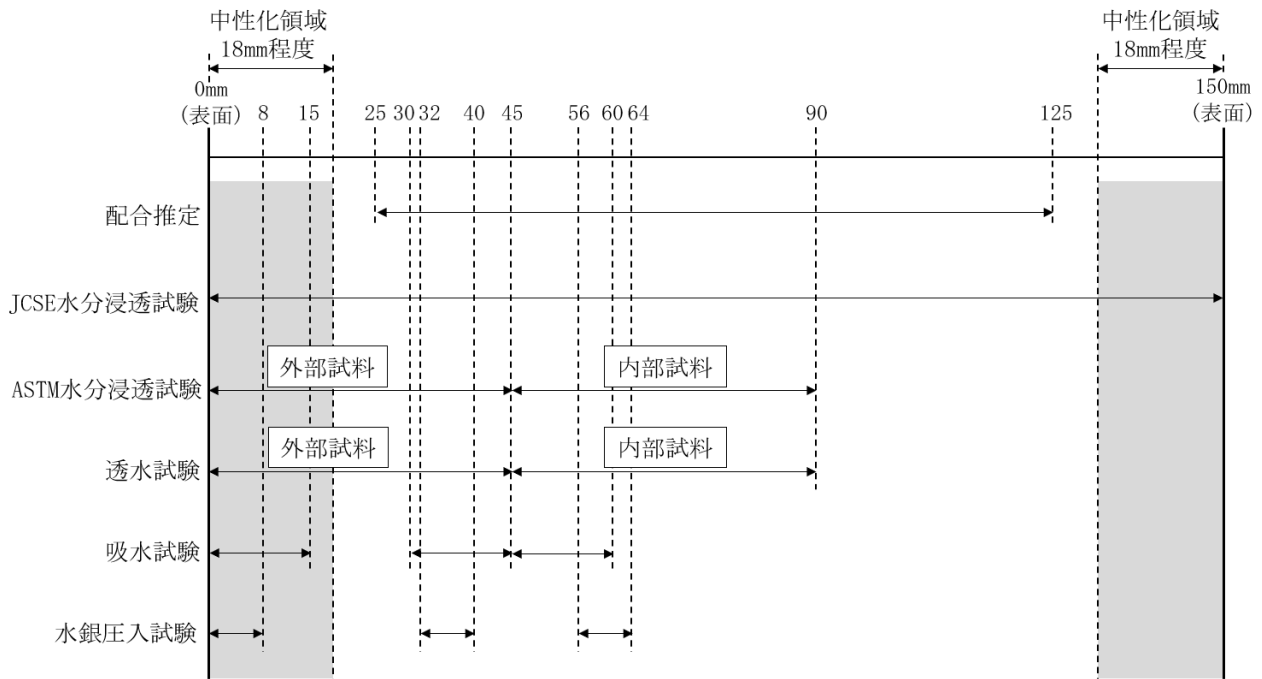 中性化領域
18mm程度
中性化領域
18mm程度
0mm
(表面)
8
15
25
30
32
40
45
56
60
64
90
125
150mm
(表面)
配合推定
JCSE水分浸透試験
外部試料
内部試料
ASTM水分浸透試験
外部試料
内部試料
透水試験
吸水試験
水銀圧入試験